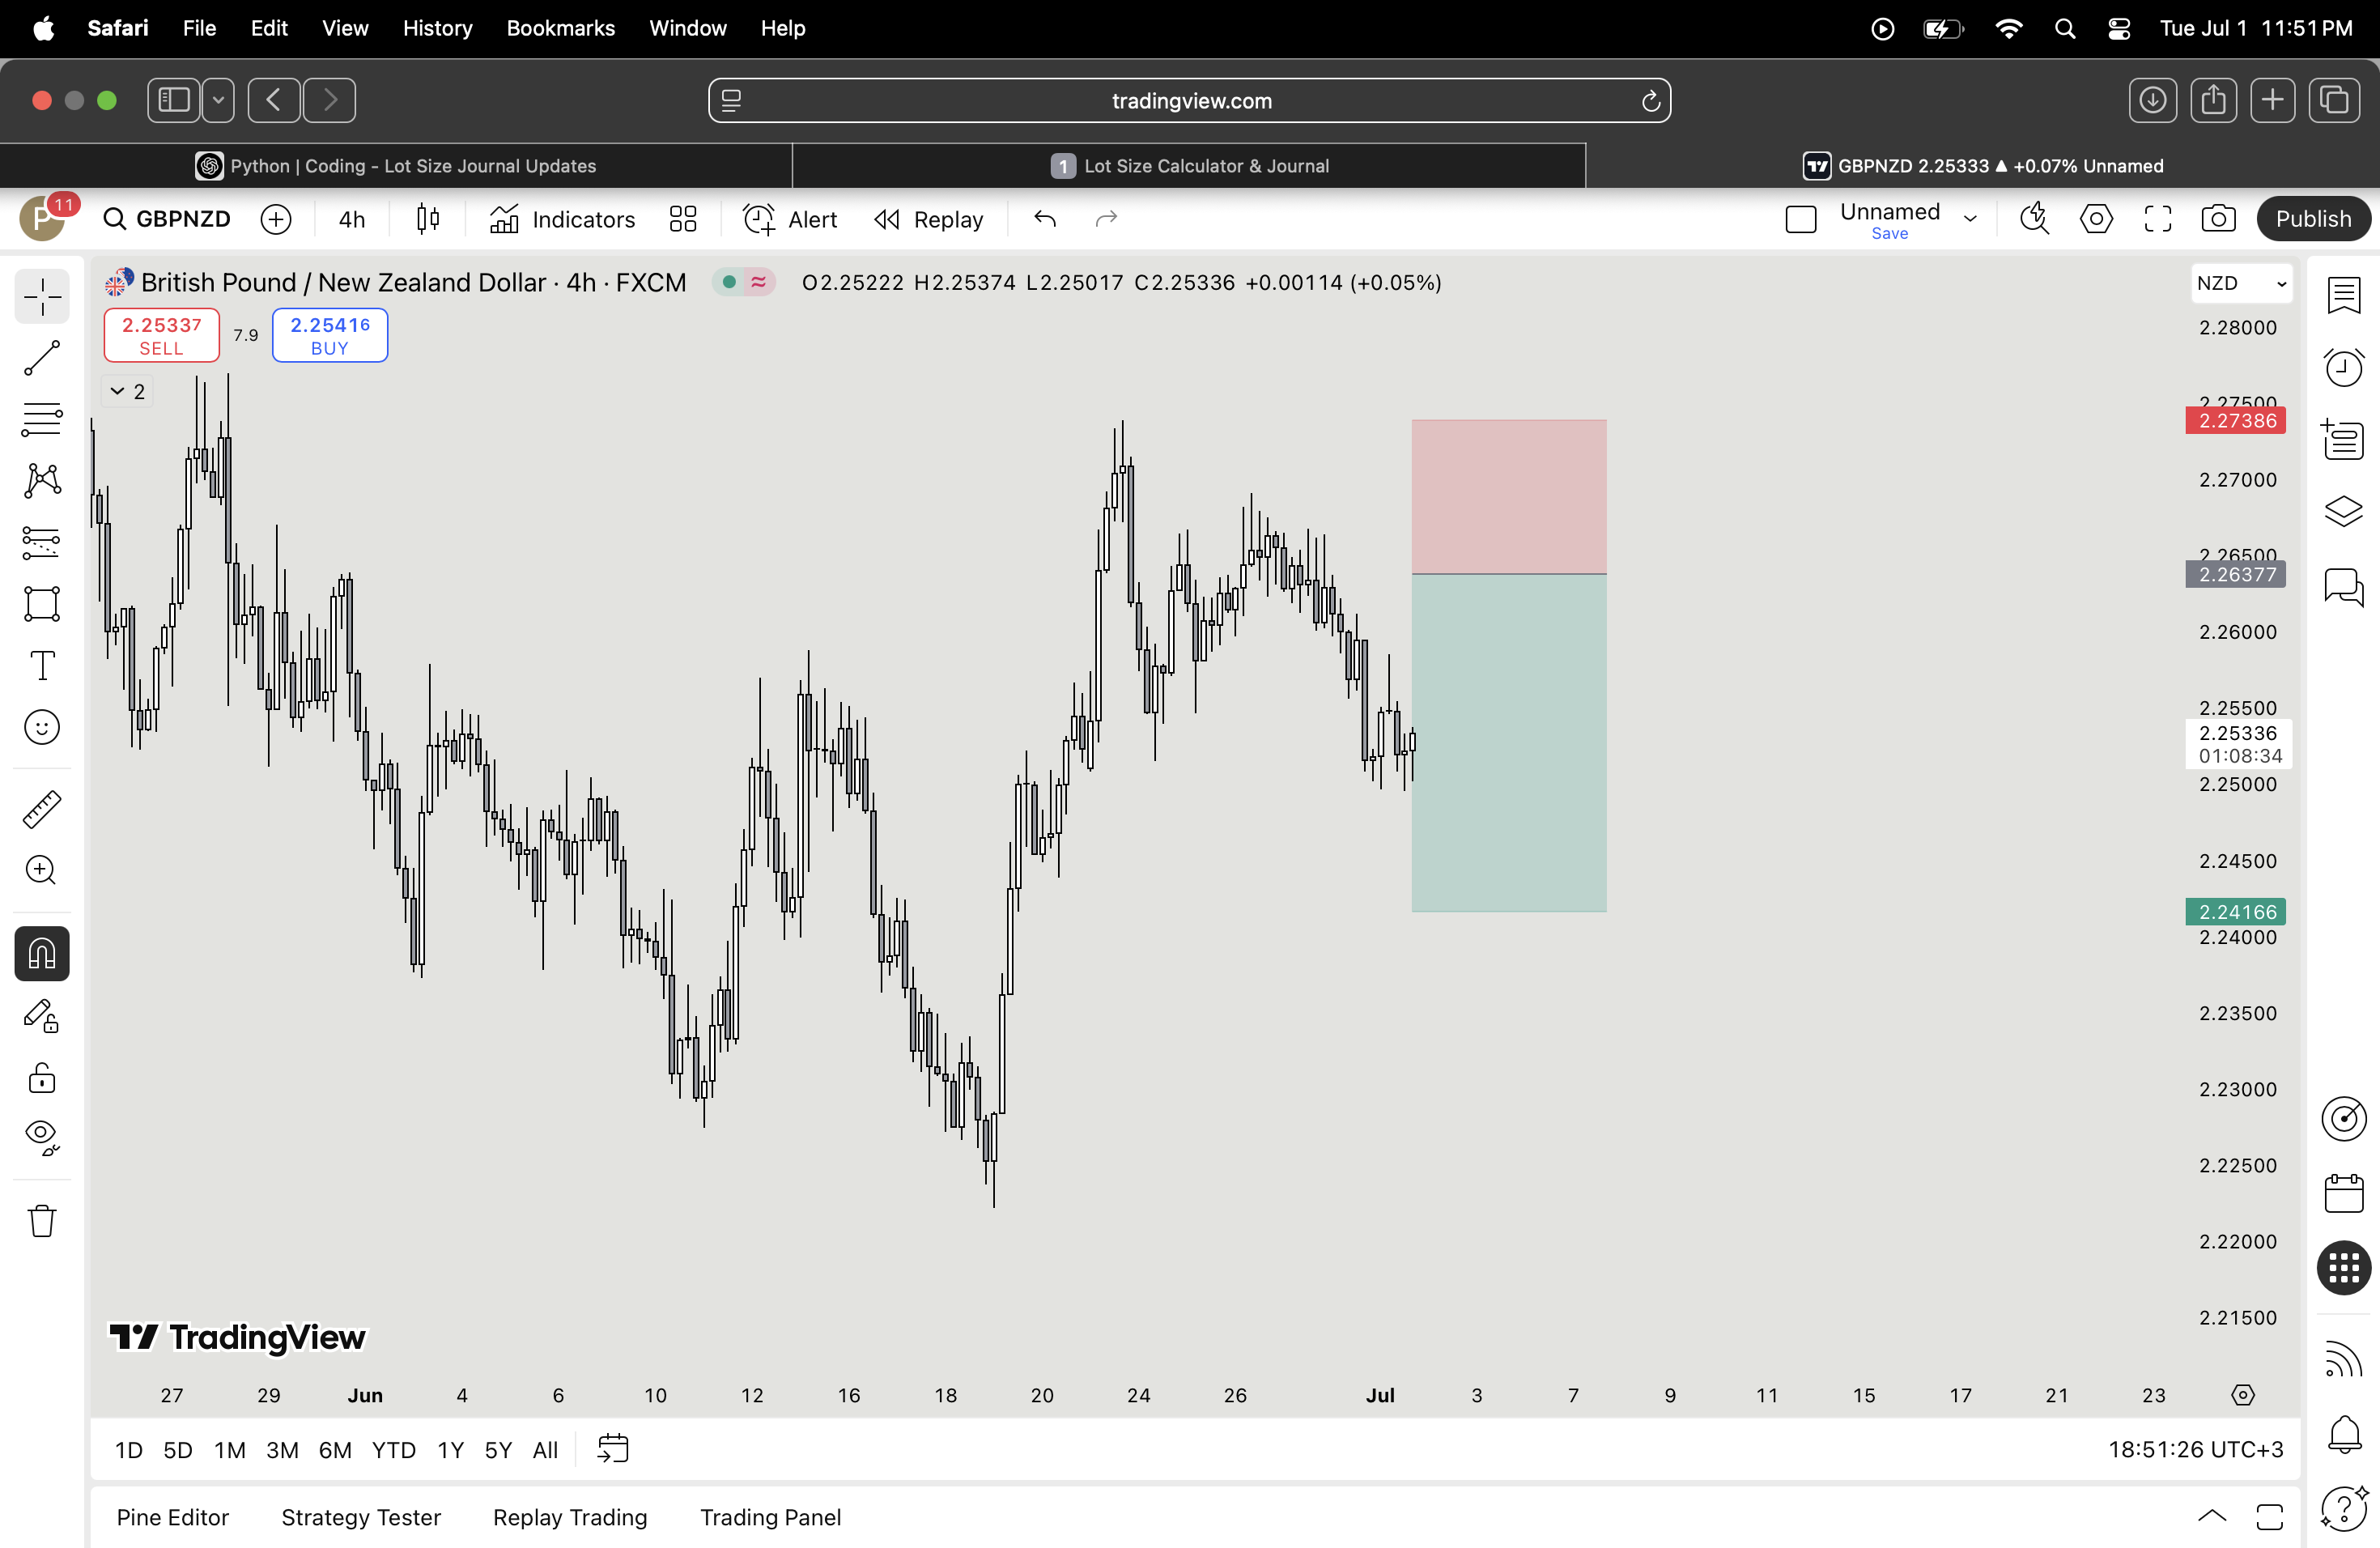 Safari File Edit View History Bookmarks Window Help Tue Jul 1 11:51 PM
tradingview.com
Python | Coding - Lot Size Journal Updates
1 Lot Size Calculator & Journal
GBPNZD 2.25333 ▲ +0.07% Unnamed
P 11 GBPNZD 4h Indicators Alert Replay Unnamed Save Publish
British Pound / New Zealand Dollar · 4h · FXCM O2.25222 H2.25374 L2.25017 C2.25336 +0.00114 (+0.05%)
NZD
2.25337 SELL 7.9 2.25416 BUY
2
2.28000
2.27500
2.27386
2.27000
2.26500
2.26377
2.26000
2.25500
2.25336
01:08:34
2.25000
2.24500
2.24166
2.24000
2.23500
2.23000
2.22500
2.22000
2.21500
TradingView
27 29 Jun 4 6 10 12 16 18 20 24 26 Jul 3 7 9 11 15 17 21 23
1D 5D 1M 3M 6M YTD 1Y 5Y All 18:51:26 UTC+3
Pine Editor Strategy Tester Replay Trading Trading Panel